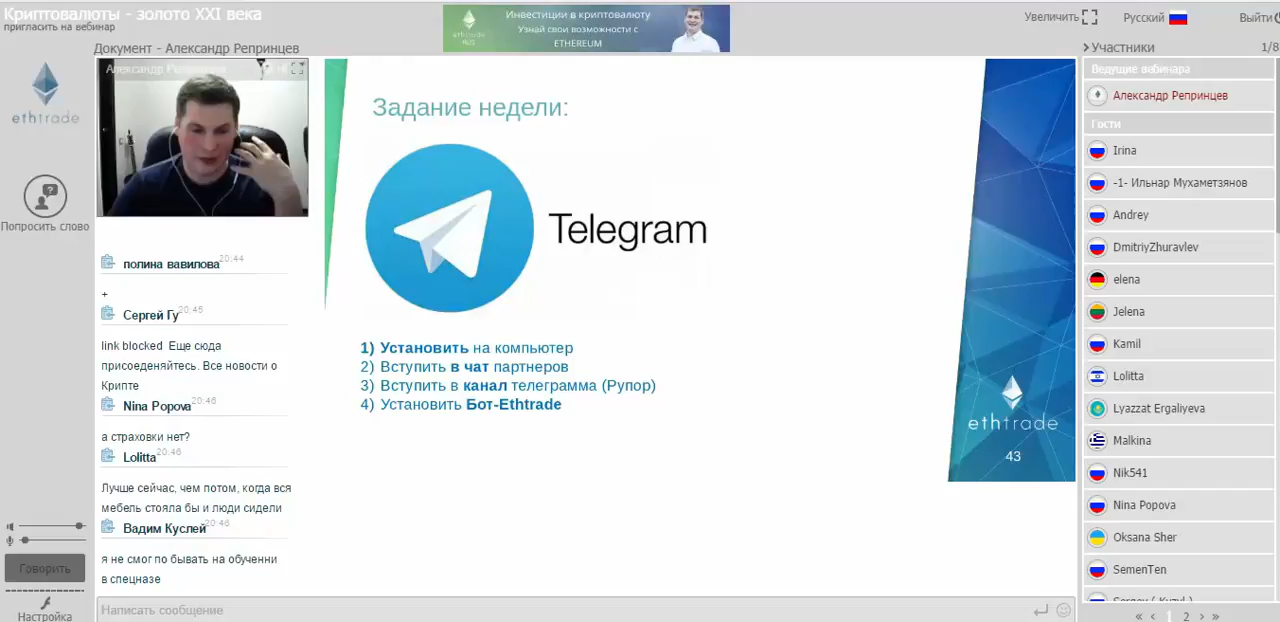 Криптовалюты - золото XXI века
пригласить на вебинар
ethtrade
Инвестиции в криптовалюту
Узнай свои возможности с
ETHEREUM
Увеличить
Русский
Выйти
Документ - Александр Репринцев
Участники 1/8
ethtrade
Попросить слово
Александр Репринцев
полина вавилова 20:44
+
Сергей Гу 20:45
link blocked Еще сюда
присоеденяйтесь. Все новости о
Крипте
Nina Popova 20:46
а страховки нет?
Lolitta 20:46
Лучше сейчас, чем потом, когда вся
мебель стояла бы и люди сидели
Вадим Куслей 20:46
я не смог по бывать на обученни
в спецназе
Говорить
Настройка
Написать сообщение
Задание недели:
Telegram
1) Установить на компьютер
2) Вступить в чат партнеров
3) Вступить в канал телеграмма (Рупор)
4) Установить Бот-Ethtrade
ethtrade
43
Ведущие вебинара
Александр Репринцев
Гости
Irina
-1- Ильнар Мухаметзянов
Andrey
DmitriyZhuravlev
elena
Jelena
Kamil
Lolitta
Lyazzat Ergaliyeva
Malkina
Nik541
Nina Popova
Oksana Sher
SemenTen
Sergey ( Kyzyl )
« < 1 2 > »